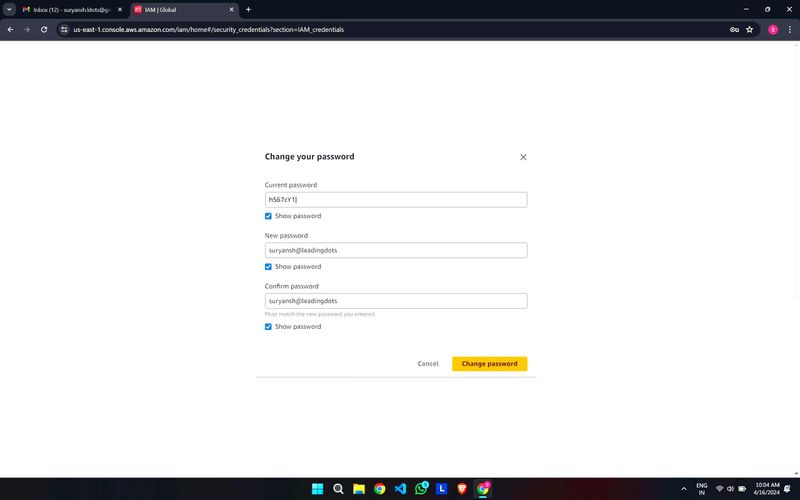 Inbox (12) - suryansh.ldots@g
IAM | Global
us-east-1.console.aws.amazon.com/iam/home#/security_credentials?section=IAM_credentials
S
Change your password
Current password
hS67cY1|
Show password
New password
suryansh@leadingdots
Show password
Confirm password
suryansh@leadingdots
Must match the new password you entered.
Show password
Cancel
Change password
ENG
IN
10:04 AM
4/16/2024